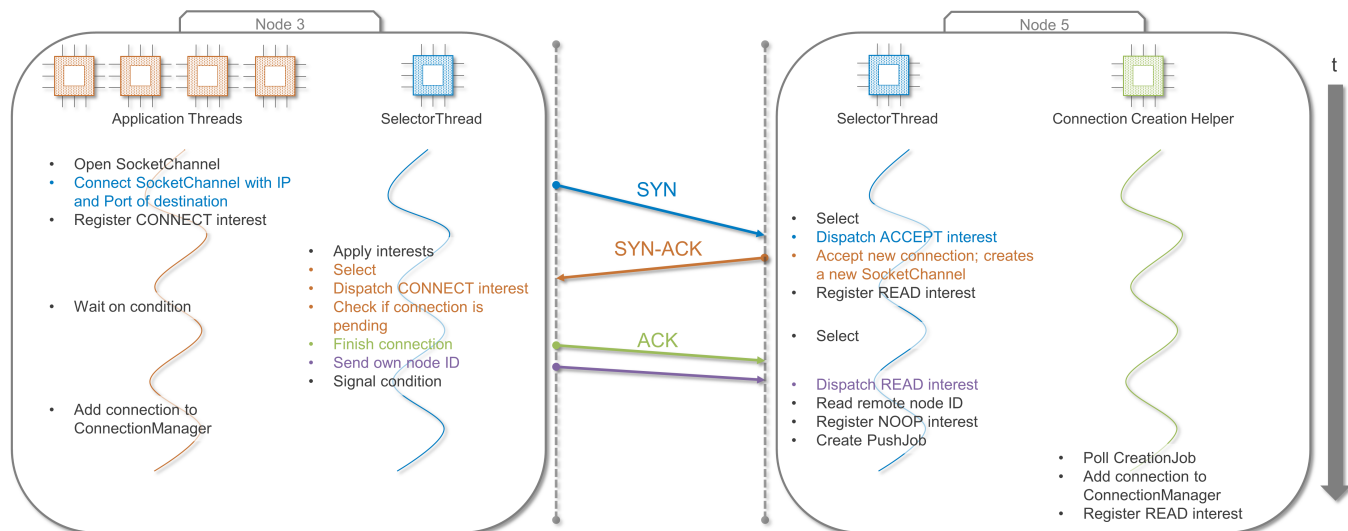 Node 3
Application Threads
SelectorThread
• Open SocketChannel
• Connect SocketChannel with IP
and Port of destination
• Register CONNECT interest
• Wait on condition
• Add connection to
ConnectionManager
• Apply interests
• Select
• Dispatch CONNECT interest
• Check if connection is
pending
• Finish connection
• Send own node ID
• Signal condition
SYN
SYN-ACK
ACK
Node 5
SelectorThread
Connection Creation Helper
• Select
• Dispatch ACCEPT interest
• Accept new connection; creates
a new SocketChannel
• Register READ interest
• Select
• Dispatch READ interest
• Read remote node ID
• Register NOOP interest
• Create PushJob
• Poll CreationJob
• Add connection to
ConnectionManager
• Register READ interest
t